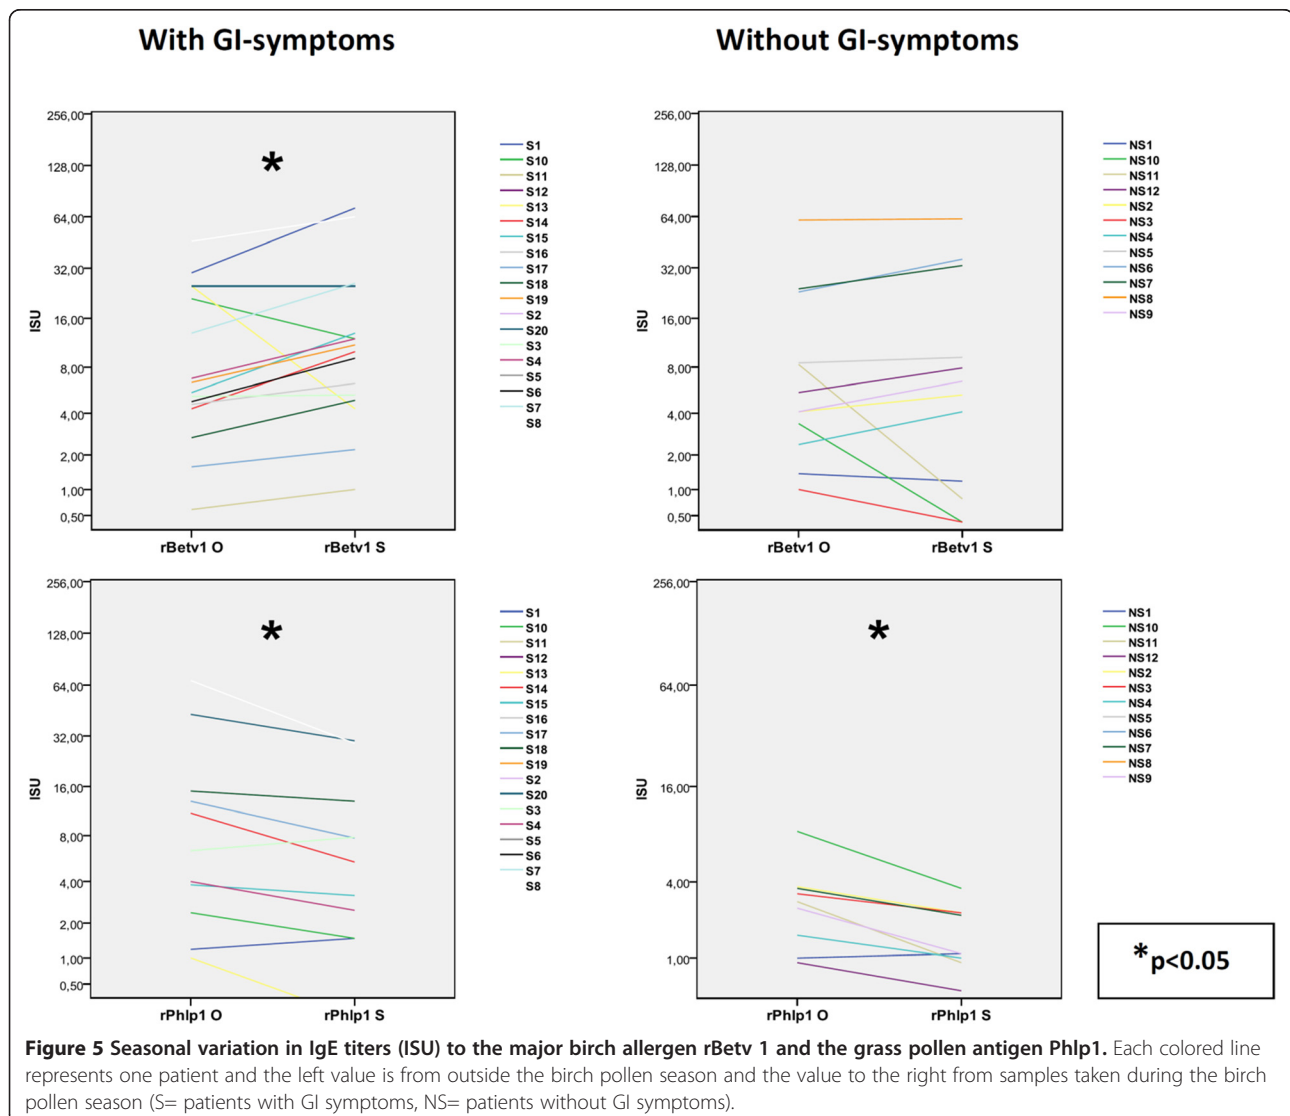 With GI-symptoms
Without GI-symptoms
256,00
128,00
64,00
32,00
16,00
8,00
4,00
2,00
1,00
0,50
ISU
*
rBetv1 O
rBetv1 S
S1
S10
S11
S12
S13
S14
S15
S16
S17
S18
S19
S2
S20
S3
S4
S5
S6
S7
S8
256,00
128,00
64,00
32,00
16,00
8,00
4,00
2,00
1,00
0,50
ISU
rBetv1 O
rBetv1 S
NS1
NS10
NS11
NS12
NS2
NS3
NS4
NS5
NS6
NS7
NS8
NS9
256,00
128,00
64,00
32,00
16,00
8,00
4,00
2,00
1,00
0,50
ISU
*
rPhlp1 O
rPhlp1 S
S1
S10
S11
S12
S13
S14
S15
S16
S17
S18
S19
S2
S20
S3
S4
S5
S6
S7
S8
256,00
64,00
16,00
4,00
1,00
ISU
*
rPhlp1 O
rPhlp1 S
NS1
NS10
NS11
NS12
NS2
NS3
NS4
NS5
NS6
NS7
NS8
NS9
*p<0.05
Figure 5 Seasonal variation in IgE titers (ISU) to the major birch allergen rBetv 1 and the grass pollen antigen Phlp1. Each colored line
represents one patient and the left value is from outside the birch pollen season and the value to the right from samples taken during the birch
pollen season (S= patients with GI symptoms, NS= patients without GI symptoms).